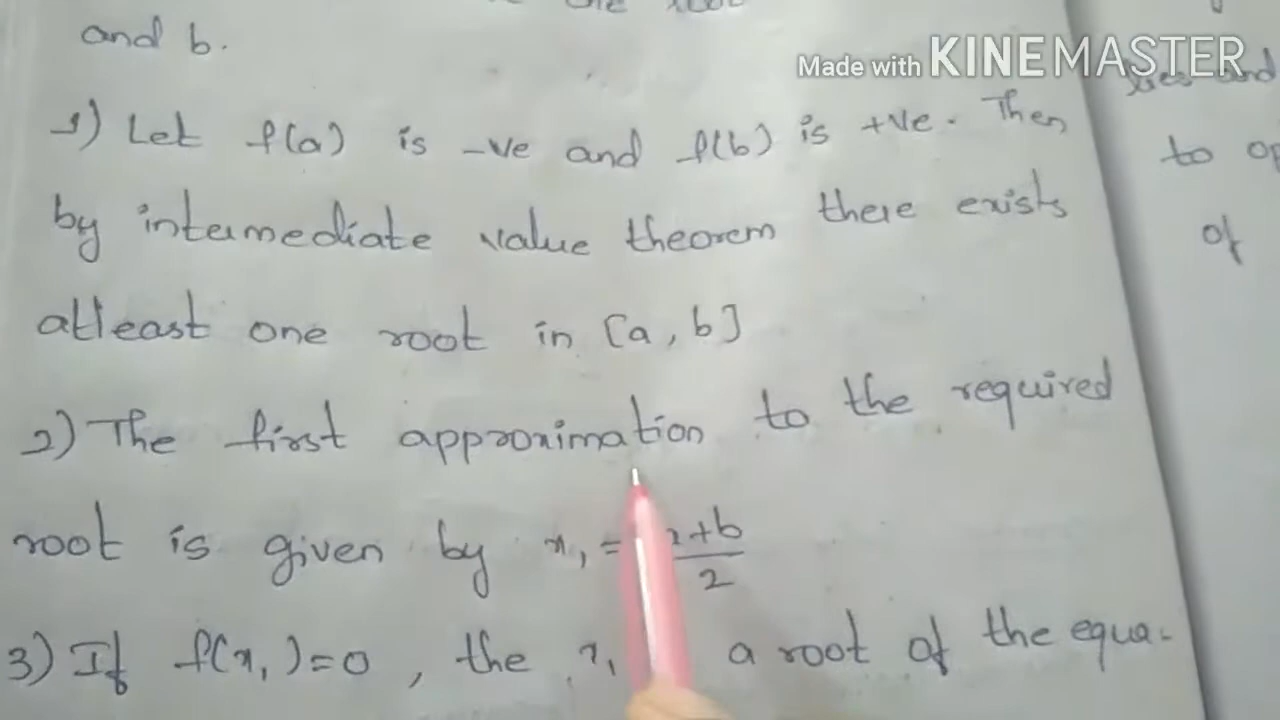 and b.
Made with KINEMASTER
1) Let f(a) is -ve and f(b) is +ve. Then
by intermediate value theorem there exists
atleast one root in [a, b]
2) The first approximation to the required
root is given by x₁ = +b/2
3) If f(x₁)=0, the x₁ a root of the equa-
to
of